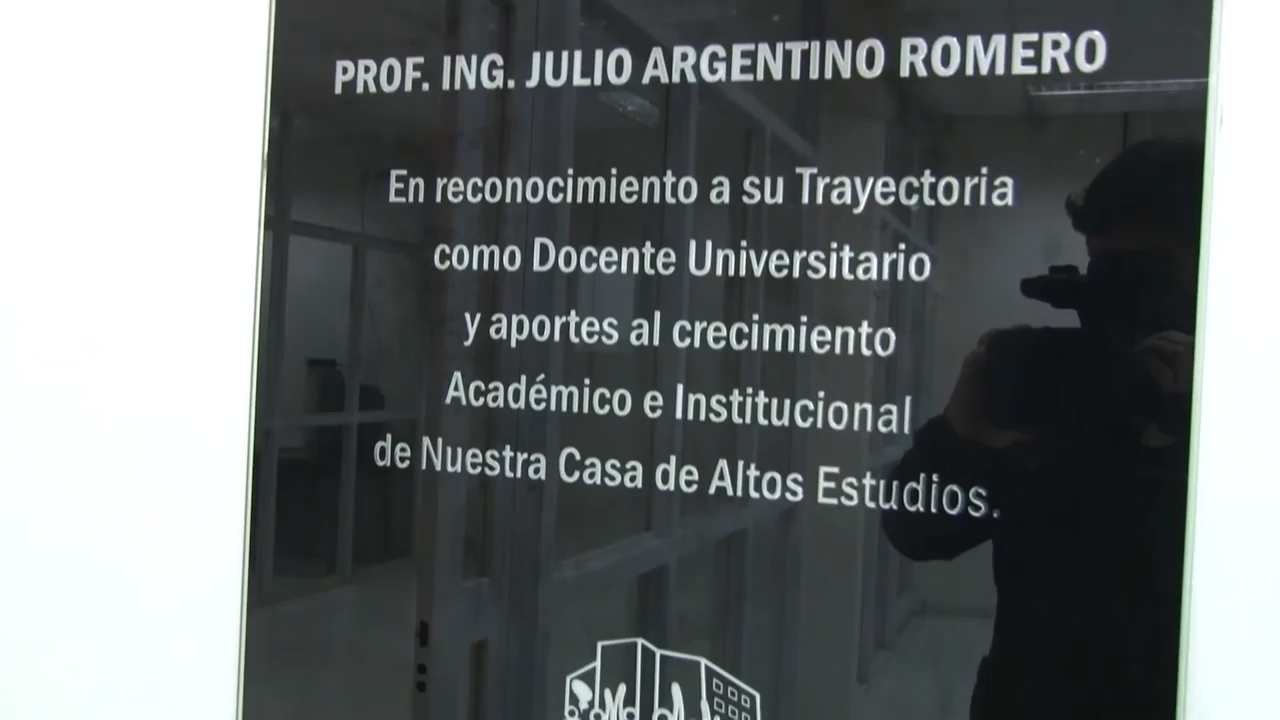 PROF. ING. JULIO ARGENTINO ROMERO
En reconocimiento a su Trayectoria
como Docente Universitario
y aportes al crecimiento
Académico e Institucional
de Nuestra Casa de Altos Estudios.